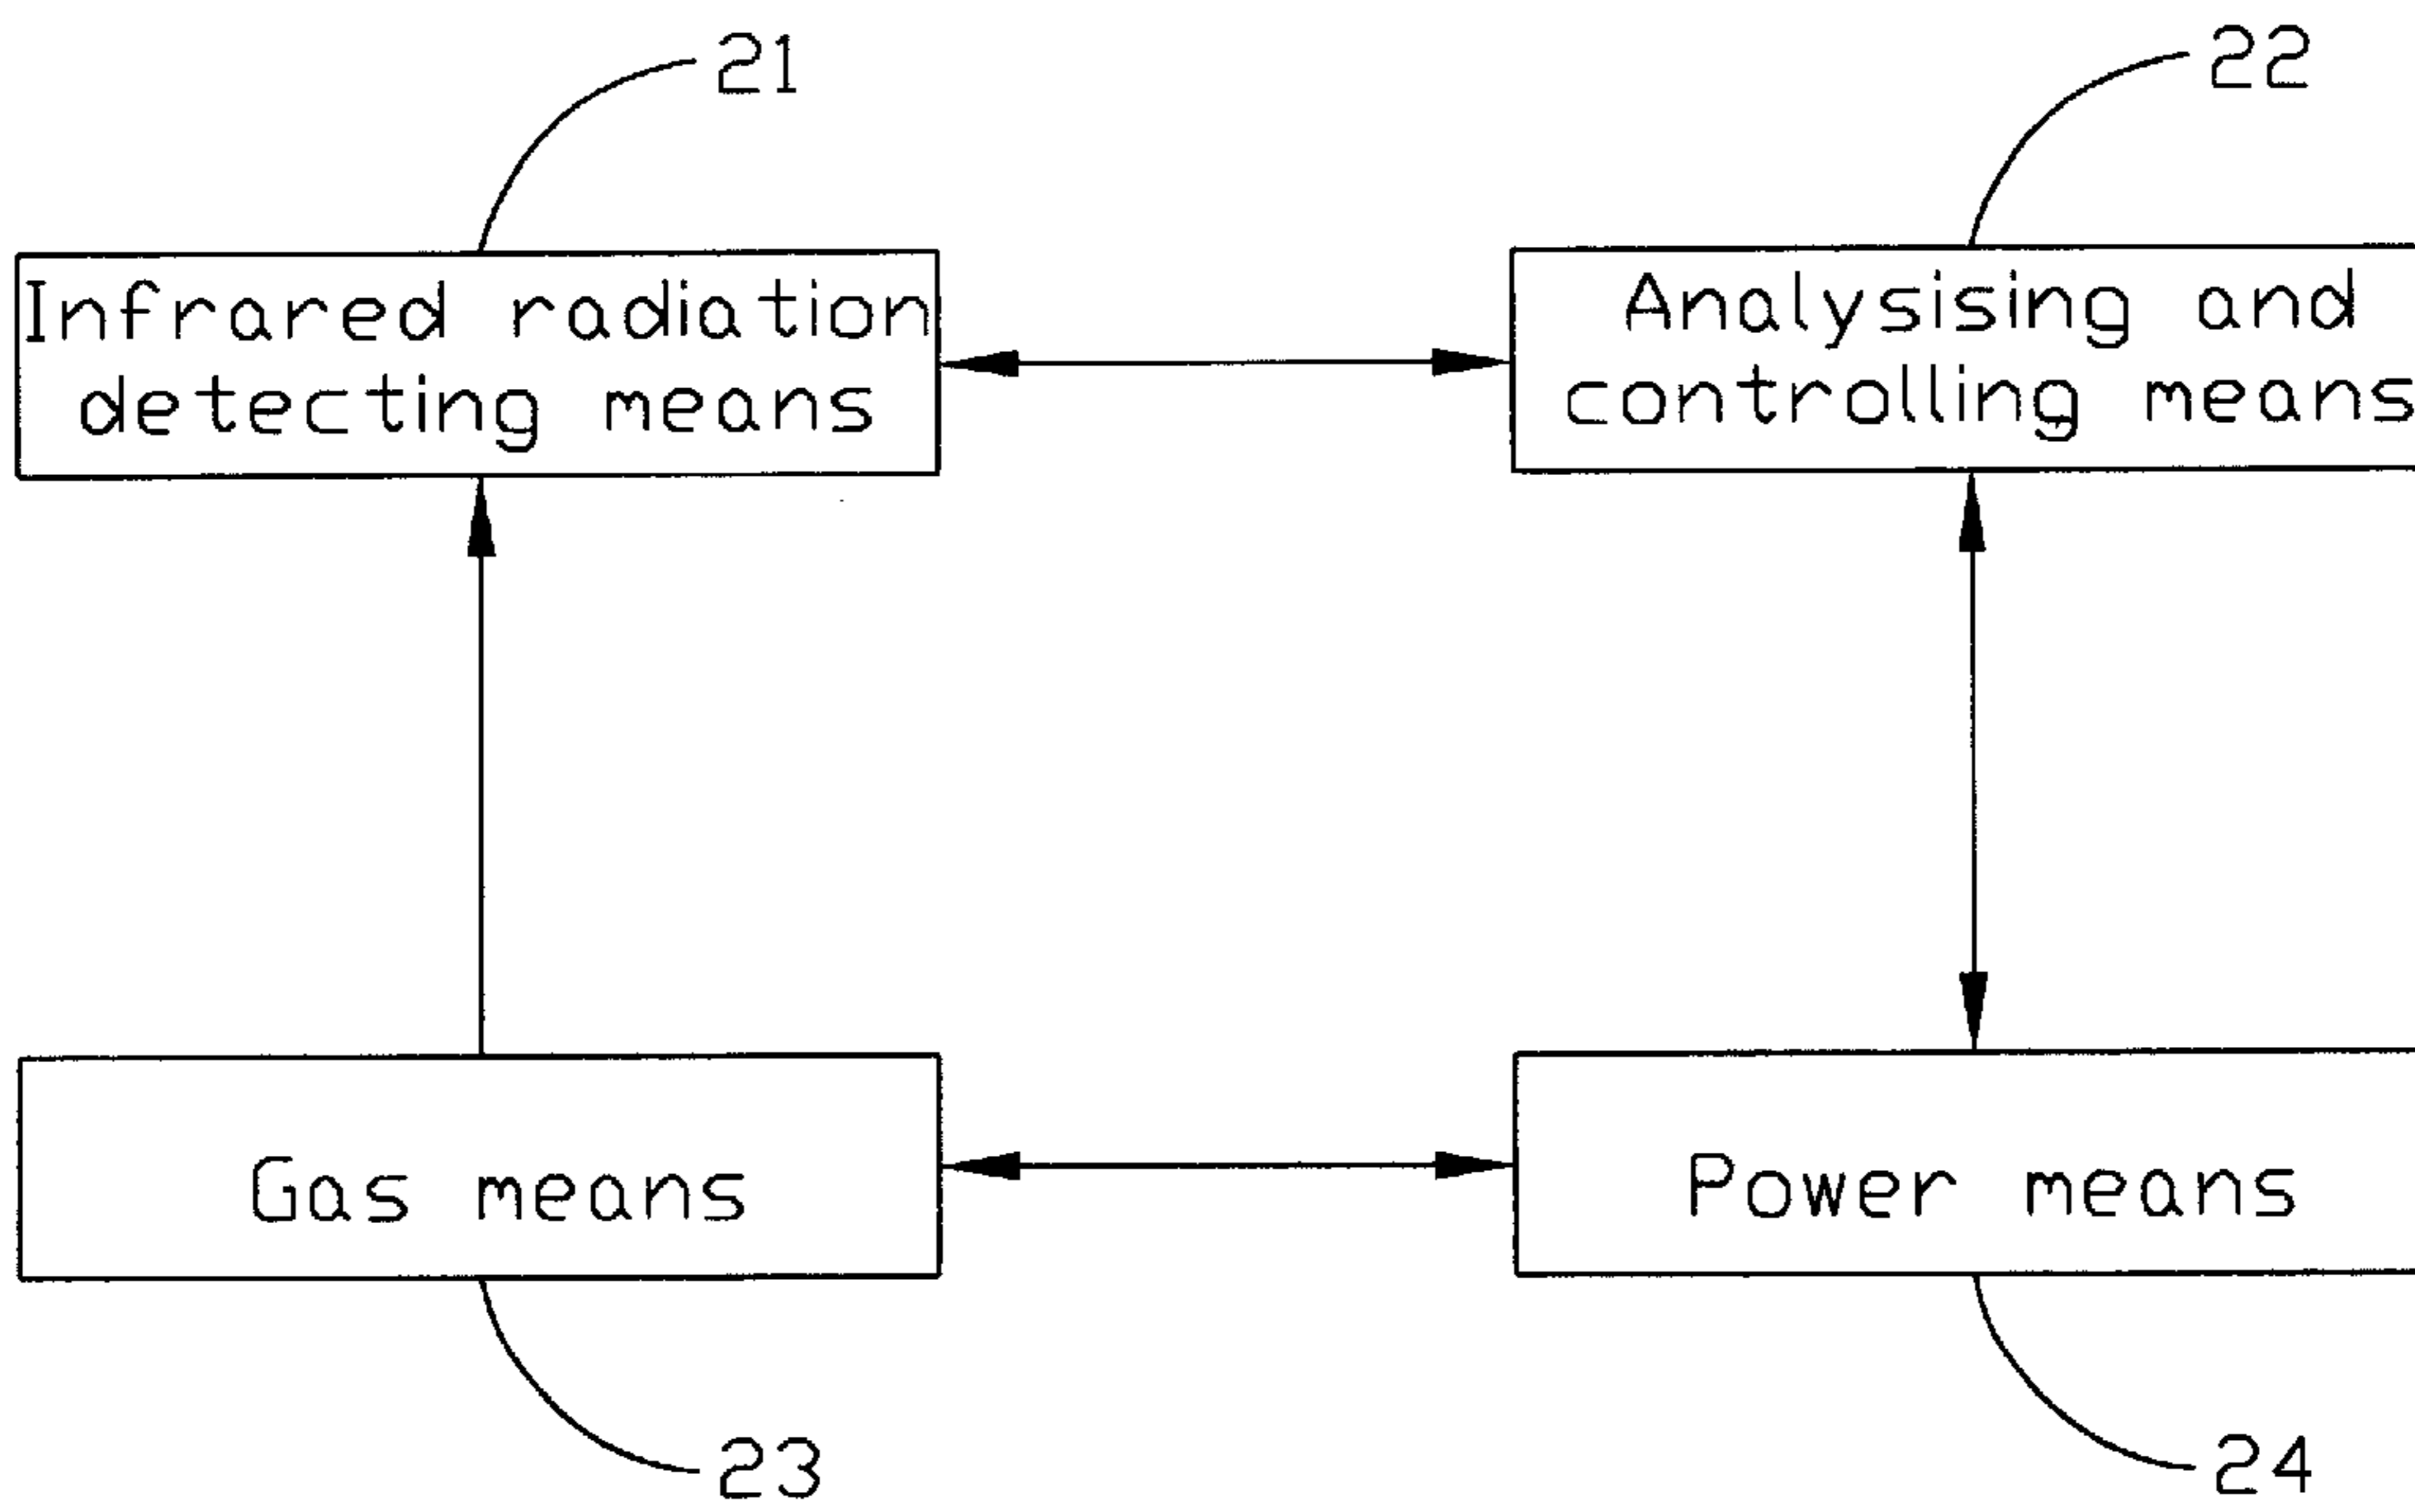 21
22
Infrared radiation
detecting means
Analysising and
controlling means
Gas means
Power means
23
24